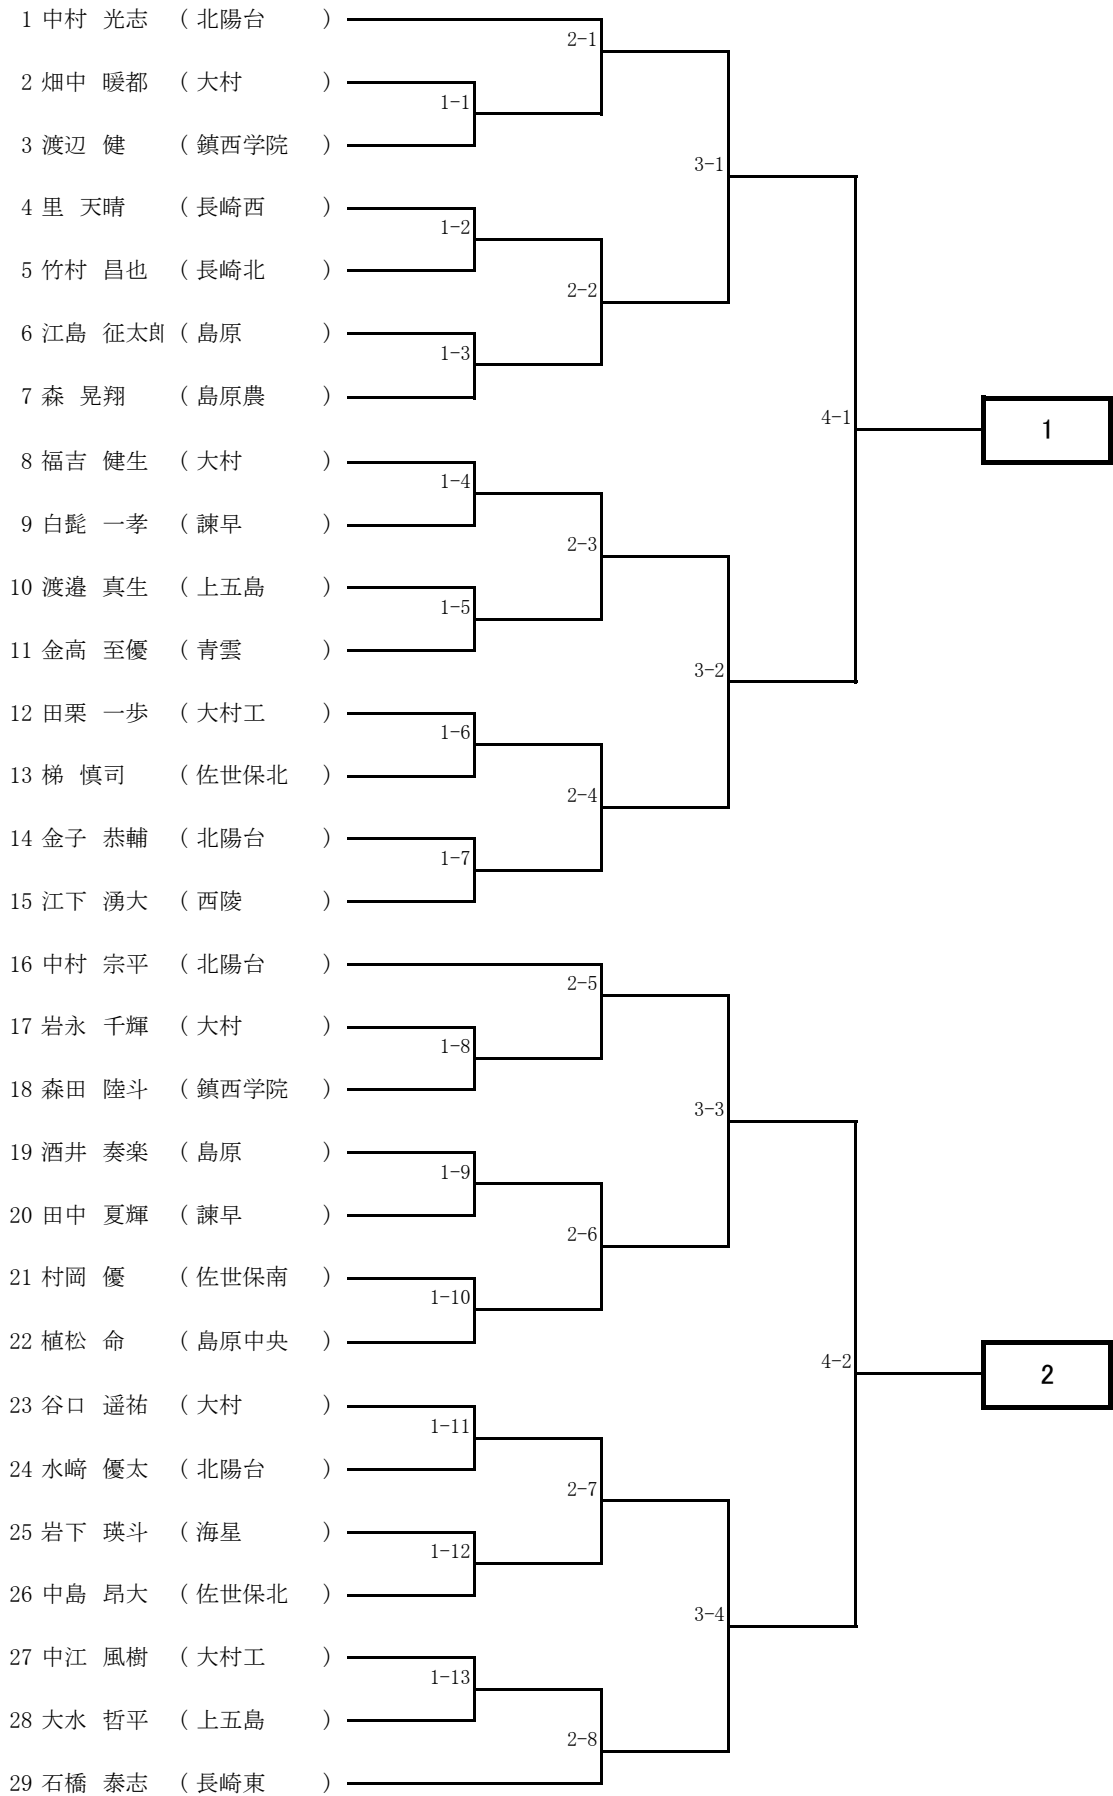 1 中村 光志 （ 北陽台 ）
2-1
2 畑中 暖都 （ 大村 ）
1-1
3 渡辺 健 （ 鎮西学院 ）
3-1
4 里 天晴 （ 長崎西 ）
1-2
5 竹村 昌也 （ 長崎北 ）
2-2
6 江島 征太郎 （ 島原 ）
1-3
7 森 晃翔 （ 島原農 ）
4-1
1
8 福吉 健生 （ 大村 ）
1-4
9 白髭 一孝 （ 諫早 ）
2-3
10 渡邉 真生 （ 上五島 ）
1-5
11 金高 至優 （ 青雲 ）
3-2
12 田栗 一歩 （ 大村工 ）
1-6
13 梯 慎司 （ 佐世保北 ）
2-4
14 金子 恭輔 （ 北陽台 ）
1-7
15 江下 湧大 （ 西陵 ）
16 中村 宗平 （ 北陽台 ）
2-5
17 岩永 千輝 （ 大村 ）
1-8
18 森田 陸斗 （ 鎮西学院 ）
3-3
19 酒井 奏楽 （ 島原 ）
1-9
20 田中 夏輝 （ 諫早 ）
2-6
21 村岡 優 （ 佐世保南 ）
1-10
22 植松 命 （ 島原中央 ）
4-2
2
23 谷口 遥祐 （ 大村 ）
1-11
24 水﨑 優太 （ 北陽台 ）
2-7
25 岩下 瑛斗 （ 海星 ）
1-12
26 中島 昂大 （ 佐世保北 ）
3-4
27 中江 風樹 （ 大村工 ）
1-13
28 大水 哲平 （ 上五島 ）
2-8
29 石橋 泰志 （ 長崎東 ）